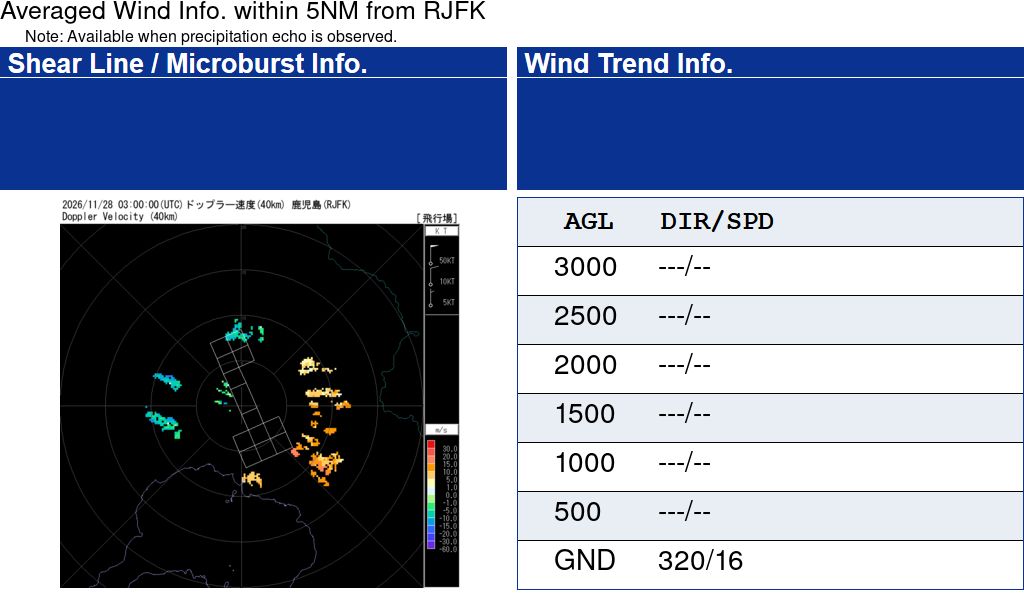 Averaged Wind Info. within 5NM from RJFK
Note: Available when precipitation echo is observed.
Shear Line / Microburst Info.
Wind Trend Info.
2026/11/28 03:00:00(UTC) ドップラー速度(40km) 鹿児島(RJFK)
Doppler Velocity (40km)
[飛行場]
K T
50KT
10KT
5KT
m/s
30.0
20.0
15.0
10.0
5.0
1.0
0.0
-1.0
-5.0
-10.0
-15.0
-20.0
-30.0
-60.0
AGL DIR/SPD
3000 ---/--
2500 ---/--
2000 ---/--
1500 ---/--
1000 ---/--
500 ---/--
GND 320/16